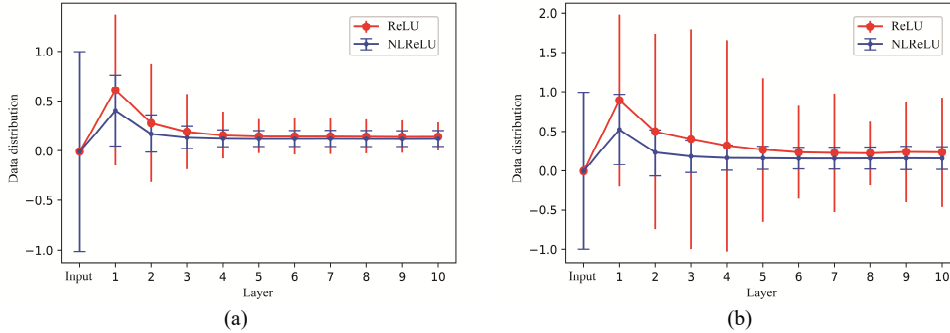 ReLU
NLReLU
1.0
0.5
0.0
−0.5
−1.0
Data distribution
Input 1 2 3 4 5 6 7 8 9 10
Layer
(a)
ReLU
NLReLU
2.0
1.5
1.0
0.5
0.0
−0.5
−1.0
Data distribution
Input 1 2 3 4 5 6 7 8 9 10
Layer
(b)